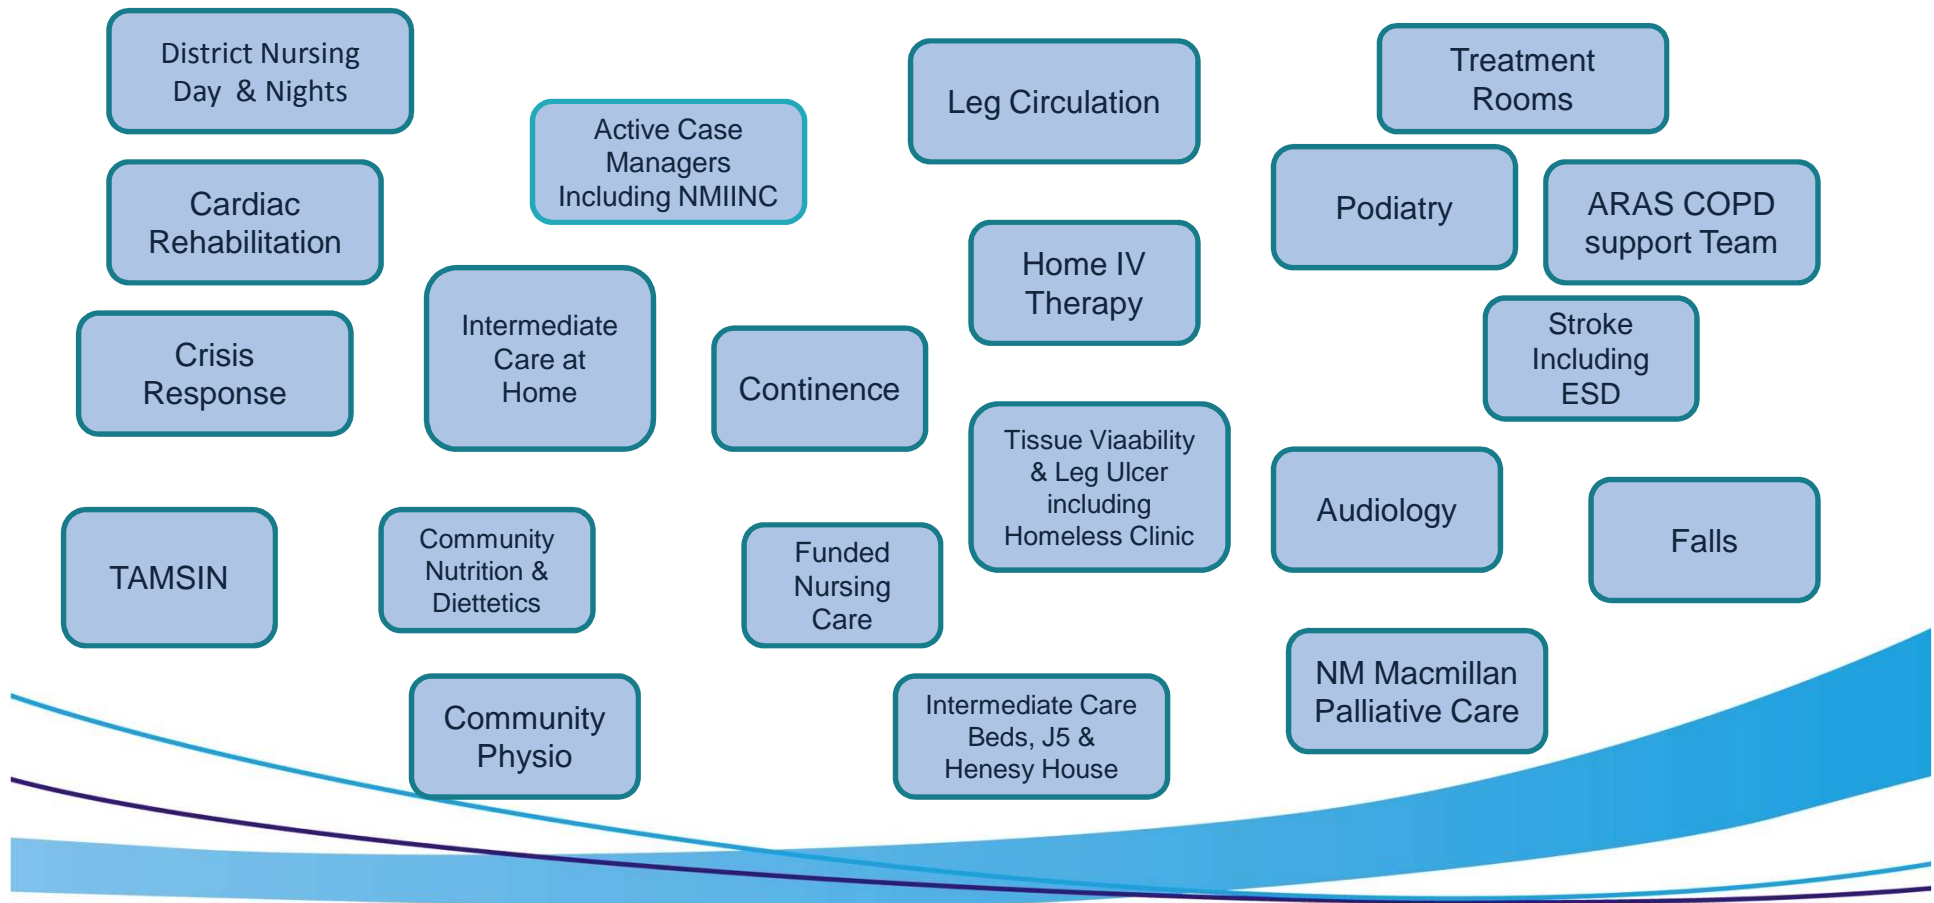 District Nursing
Day & Nights
Leg Circulation
Treatment
Rooms
Active Case
Managers
Including NMIINC
Cardiac
Rehabilitation
Podiatry
ARAS COPD
support Team
Home IV
Therapy
Intermediate
Care at
Home
Crisis
Response
Continence
Stroke
Including
ESD
Tissue Viaability
& Leg Ulcer
including
Homeless Clinic
Audiology
Falls
TAMSIN
Community
Nutrition &
Diettetics
Funded
Nursing
Care
Community
Physio
Intermediate Care
Beds, J5 &
Henesy House
NM Macmillan
Palliative Care